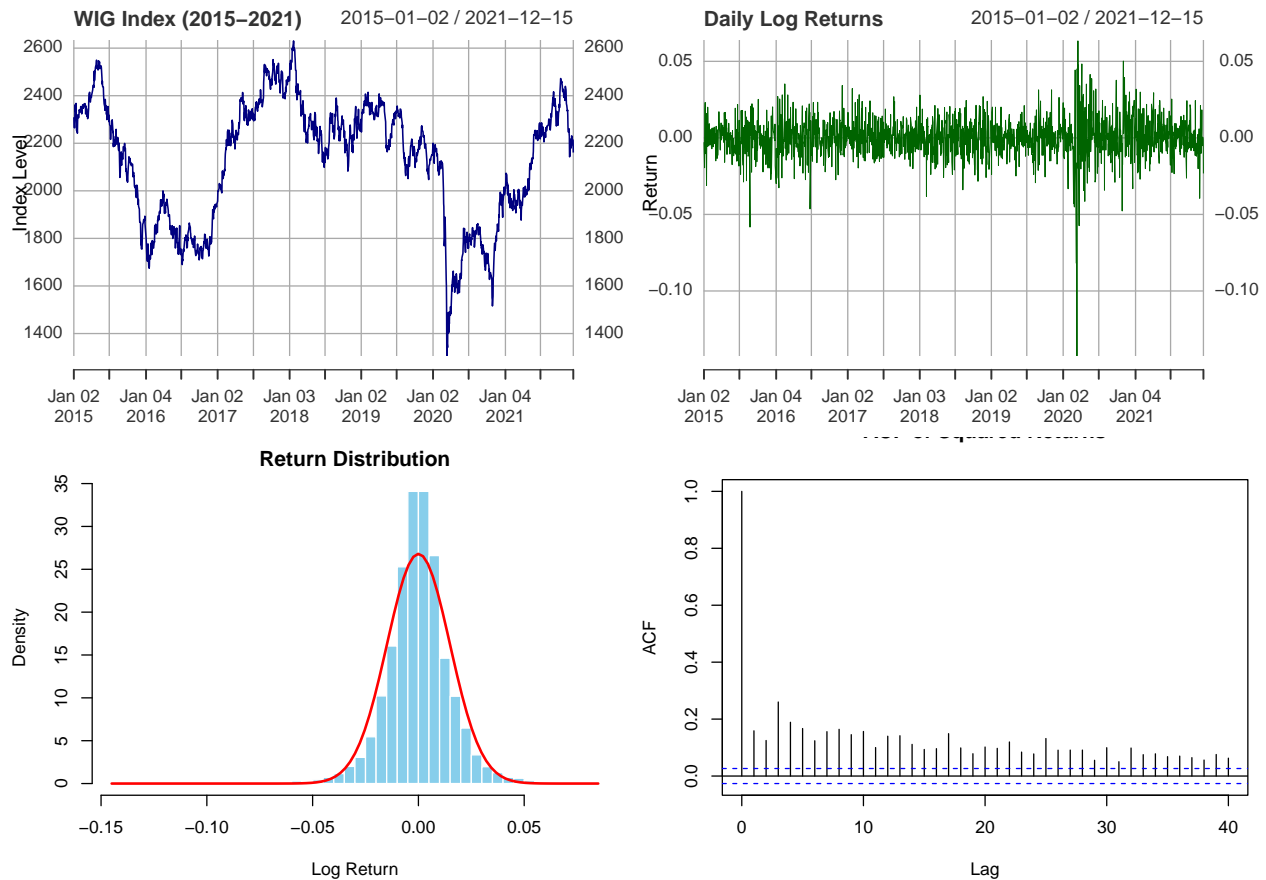 WIG Index (2015−2021) 2015−01−02 / 2021−12−15
2600 2600
2400 2400
2200 2200
2000 2000
1800 1800
1600 1600
1400 1400
Index Level
Jan 02 Jan 04 Jan 02 Jan 03 Jan 02 Jan 02 Jan 04
2015 2016 2017 2018 2019 2020 2021
Daily Log Returns 2015−01−02 / 2021−12−15
0.05 0.05
0.00 0.00
−0.05 −0.05
−0.10 −0.10
Return
Jan 02 Jan 04 Jan 02 Jan 03 Jan 02 Jan 02 Jan 04
2015 2016 2017 2018 2019 2020 2021
Return Distribution
Density
35
30
25
20
15
10
5
0
−0.15 −0.10 −0.05 0.00 0.05
Log Return
Squared Returns
ACF
1.0
0.8
0.6
0.4
0.2
0.0
0 10 20 30 40
Lag